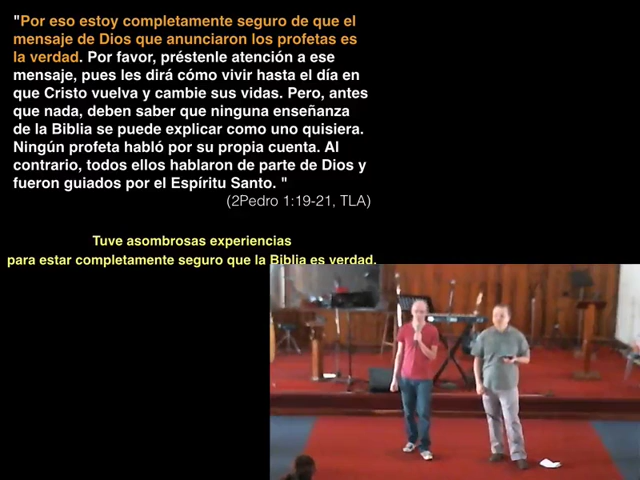 "Por eso estoy completamente seguro de que el
mensaje de Dios que anunciaron los profetas es
la verdad. Por favor, préstenle atención a ese
mensaje, pues les dirá cómo vivir hasta el día en
que Cristo vuelva y cambie sus vidas. Pero, antes
que nada, deben saber que ninguna enseñanza
de la Biblia se puede explicar como uno quisiera.
Ningún profeta habló por su propia cuenta. Al
contrario, todos ellos hablaron de parte de Dios y
fueron guiados por el Espíritu Santo. "
(2Pedro 1:19-21, TLA)
Tuve asombrosas experiencias
para estar completamente seguro que la Biblia es verdad.